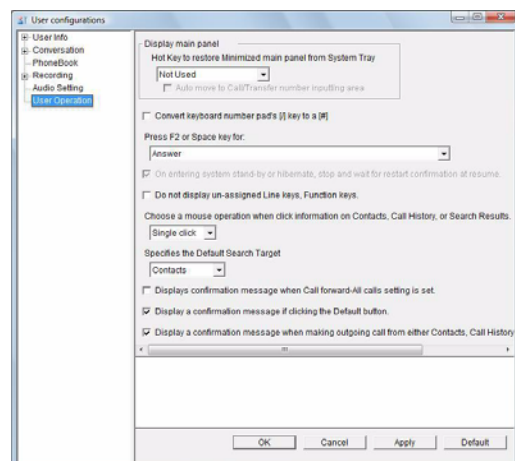 User configurations
User Info
Conversation
PhoneBook
Recording
Audio Setting
User Operation
Display main panel
Hot Key to restore Minimized main panel from System Tray
Not Used
Auto move to Call/Transfer number inputting area
Convert keyboard number pad's [/] key to a [#]
Press F2 or Space key for:
Answer
On entering system stand-by or hibernate, stop and wait for restart confirmation at resume.
Do not display un-assigned Line keys, Function keys.
Choose a mouse operation when click information on Contacts, Call History, or Search Results.
Single click
Specifies the Default Search Target
Contacts
Displays confirmation message when Call forward-All calls setting is set.
Display a confirmation message if clicking the Default button.
Display a confirmation message when making outgoing call from either Contacts, Call History
OK Cancel Apply Default